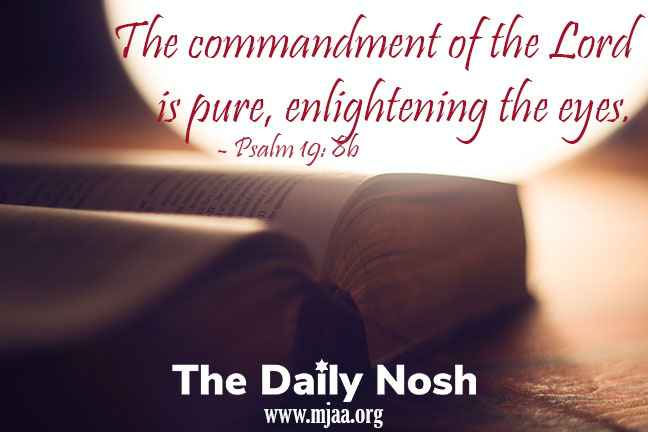 The commandment of the Lord
is pure, enlightening the eyes.
~ Psalm 19: 8b
The Daily Nosh
www.mjaa.org